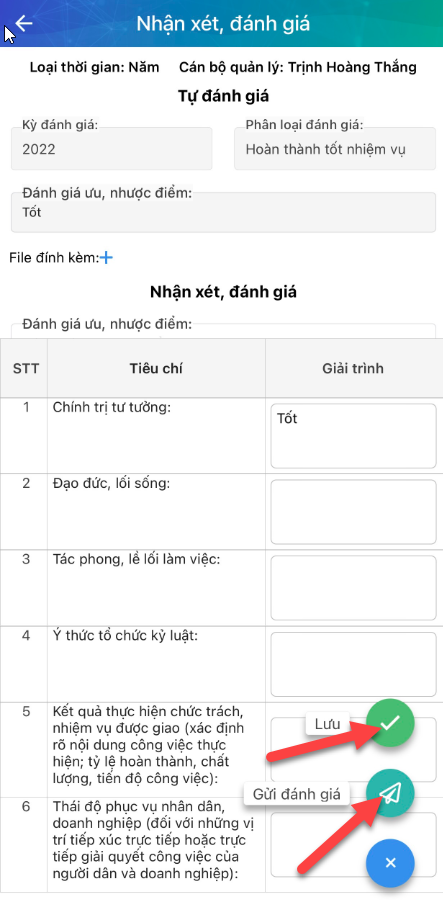 Nhận xét, đánh giá
Loại thời gian: Năm Cán bộ quản lý: Trịnh Hoàng Thắng
Tự đánh giá
Kỳ đánh giá:
2022
Phân loại đánh giá:
Hoàn thành tốt nhiệm vụ
Đánh giá ưu, nhược điểm:
Tốt
File đính kèm:
Nhận xét, đánh giá
Đánh giá ưu, nhược điểm:
STT Tiêu chí Giải trình
1 Chính trị tư tưởng: Tốt
2 Đạo đức, lối sống:
3 Tác phong, lề lối làm việc:
4 Ý thức tổ chức kỷ luật:
5 Kết quả thực hiện chức trách,
nhiệm vụ được giao (xác định
rõ nội dung công việc thực
hiện; tỷ lệ hoàn thành, chất
lượng, tiến độ công việc):
Lưu
Gửi đánh giá
6 Thái độ phục vụ nhân dân,
doanh nghiệp (đối với những vị
trí tiếp xúc trực tiếp hoặc trực
tiếp giải quyết công việc của
người dân và doanh nghiệp):